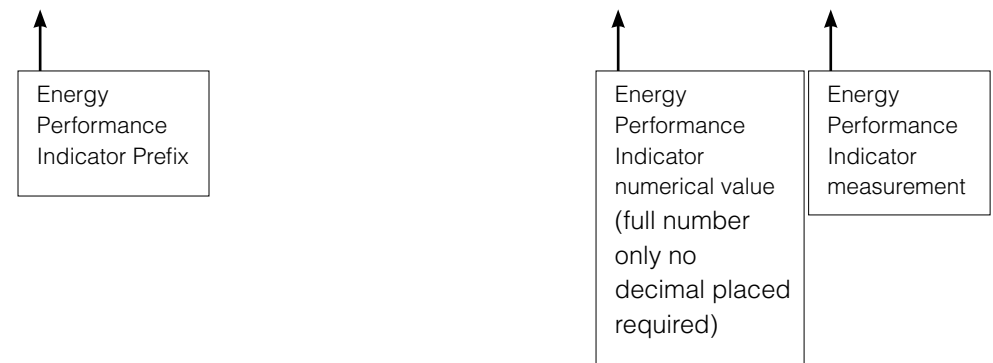 Energy
Performance
Indicator Prefix
Energy
Performance
Indicator
numerical value
(full number
only no
decimal placed
required)
Energy
Performance
Indicator
measurement